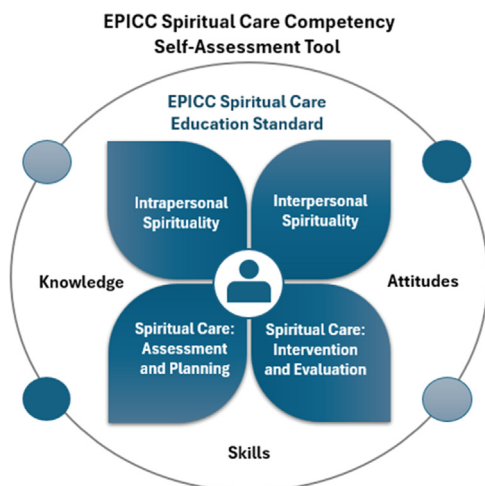 EPICC Spiritual Care Competency
Self-Assessment Tool
EPICC Spiritual Care
Education Standard
Intrapersonal
Spirituality
Interpersonal
Spirituality
Knowledge
Attitudes
Spiritual Care:
Assessment
and Planning
Spiritual Care:
Intervention
and Evaluation
Skills